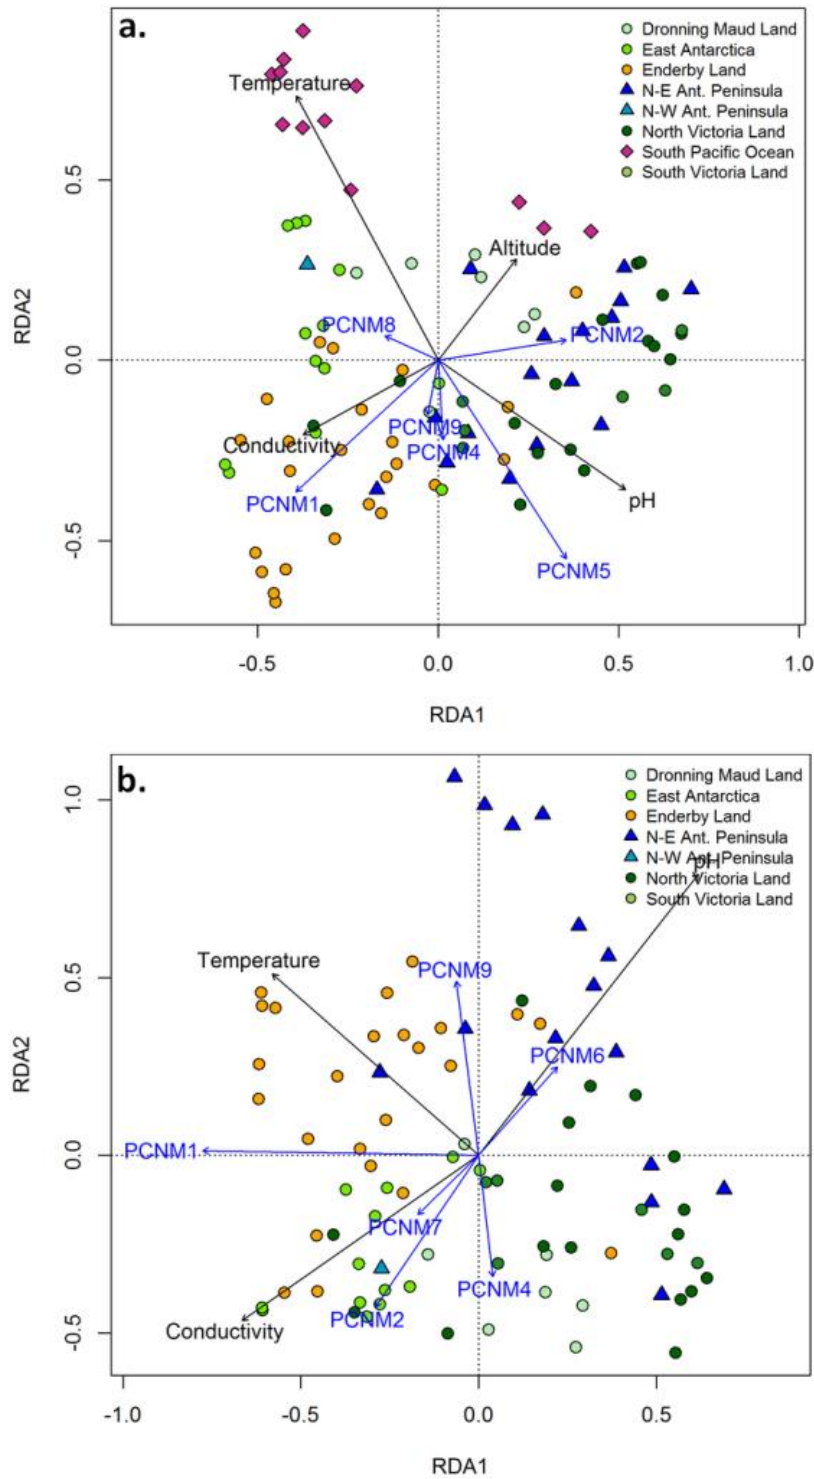 a.
Dronning Maud Land
East Antarctica
Enderby Land
N-E Ant. Peninsula
N-W Ant. Peninsula
North Victoria Land
South Pacific Ocean
South Victoria Land
Temperature
Altitude
PCNM8
PCNM2
PCNM9
Conductivity
PCNM4
PCNM1
pH
PCNM5
0.5
0.0
-0.5
RDA2
-0.5
0.0
0.5
1.0
RDA1
b.
Dronning Maud Land
East Antarctica
Enderby Land
N-E Ant. Peninsula
N-W Ant. Peninsula
North Victoria Land
South Victoria Land
pH
Temperature
PCNM9
PCNM6
PCNM1
PCNM7
PCNM4
PCNM2
Conductivity
1.0
0.5
0.0
-0.5
RDA2
-1.0
-0.5
0.0
0.5
RDA1